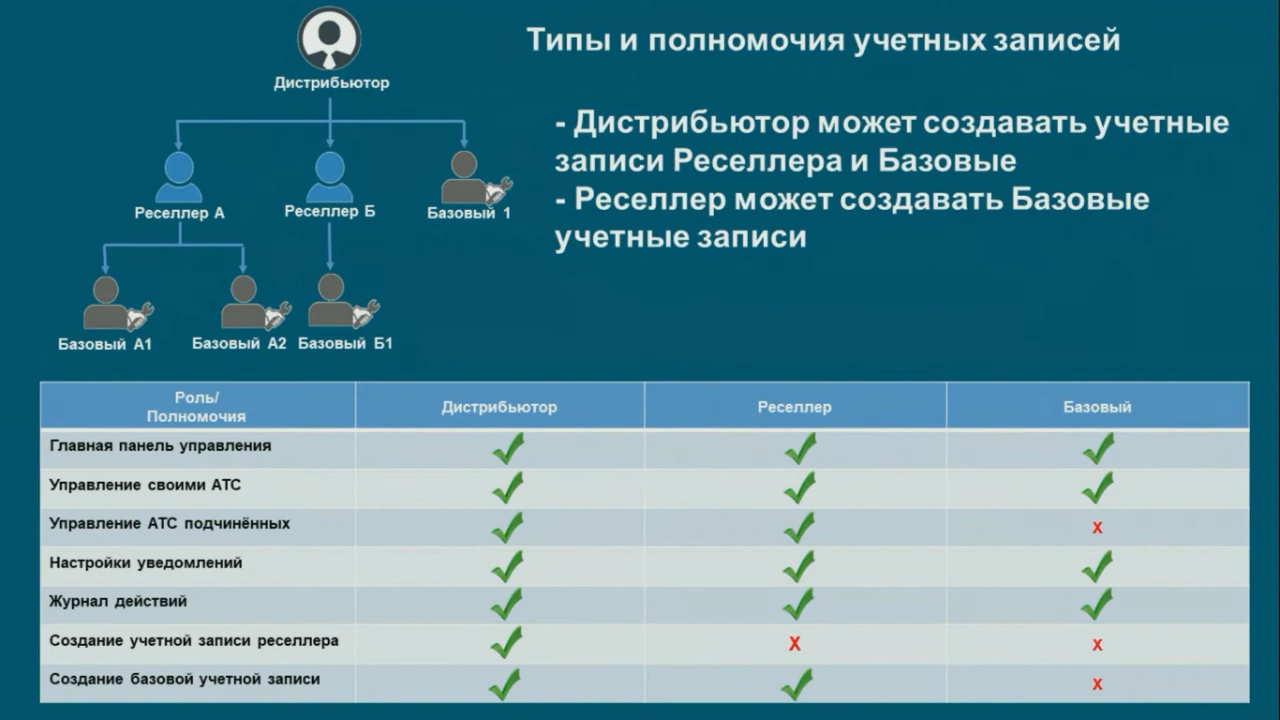 Типы и полномочия учетных записей
- Дистрибьютор может создавать учетные
записи Реселлера и Базовые
- Реселлер может создавать Базовые
учетные записи
Дистрибьютор
Реселлер А
Реселлер Б
Базовый 1
Базовый А1
Базовый А2
Базовый Б1
Роль/
Полномочия
Дистрибьютор
Реселлер
Базовый
Главная панель управления
Управление своими АТС
Управление АТС подчинённых
X
Настройки уведомлений
Журнал действий
Создание учетной записи реселлера
X
X
Создание базовой учетной записи
X